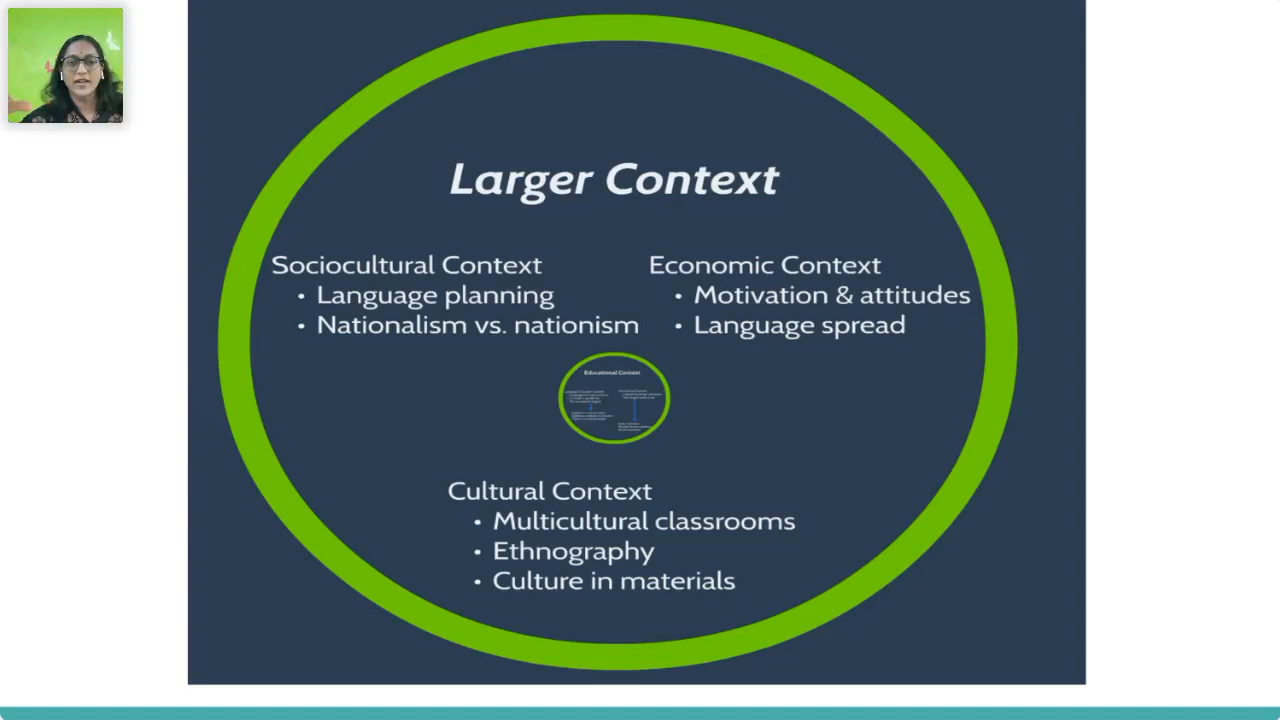 Larger Context
Sociocultural Context
• Language planning
• Nationalism vs. nationism
Economic Context
• Motivation & attitudes
• Language spread
Educational Context
Cultural Context
• Multicultural classrooms
• Ethnography
• Culture in materials